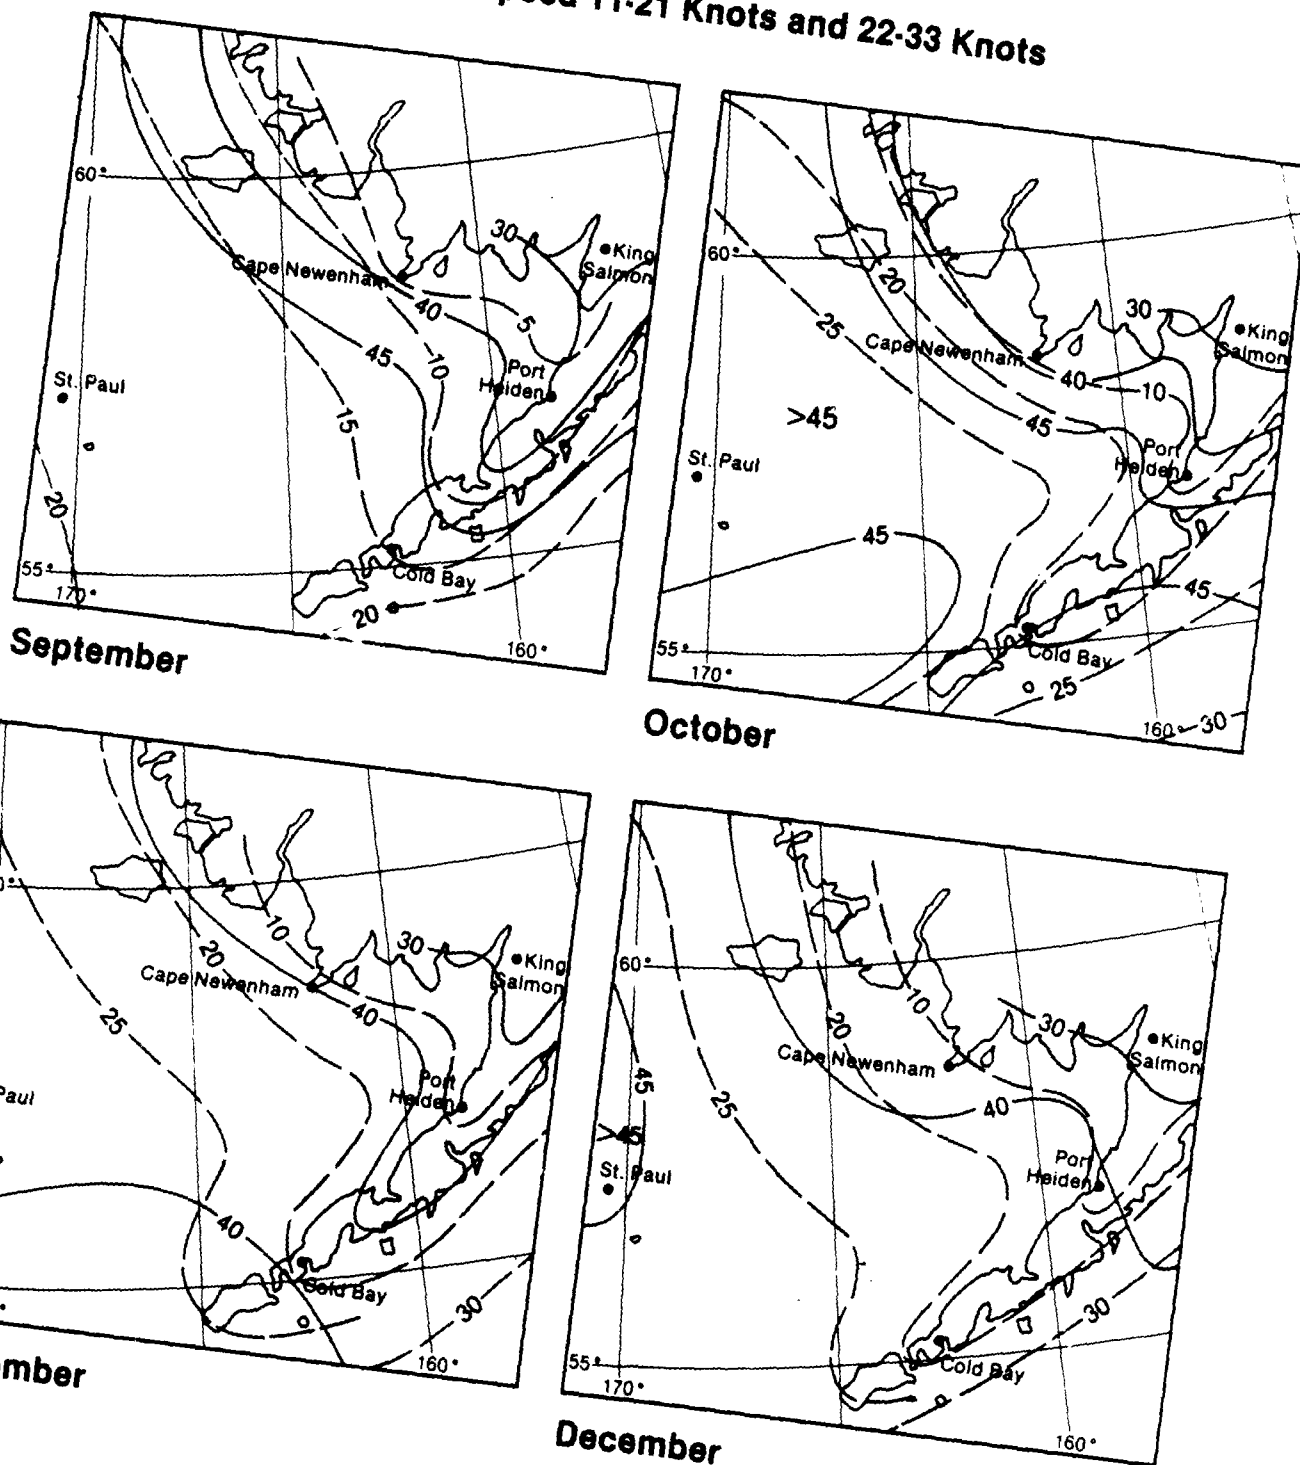 11-21 Knots and 22-33 Knots
60°
30
King
Salmon
Cape Newenham
40
5
45
10
Port
Heiden
St. Paul
15
20
55°
170°
Cold Bay
20
160°
September
60°
20
25
30
King
Salmon
Cape Newenham
40
10
>45
45
Port
Heiden
St. Paul
45
45
55°
170°
Cold Bay
25
160°
30
October
10
20
30
King
Salmon
Cape Newenham
40
25
Port
Heiden
Paul
40
Cold Bay
30
160°
mber
60°
10
20
30
King
Salmon
Cape Newenham
45
25
40
>45
St. Paul
Port
Heiden
30
55°
170°
Cold Bay
160°
December